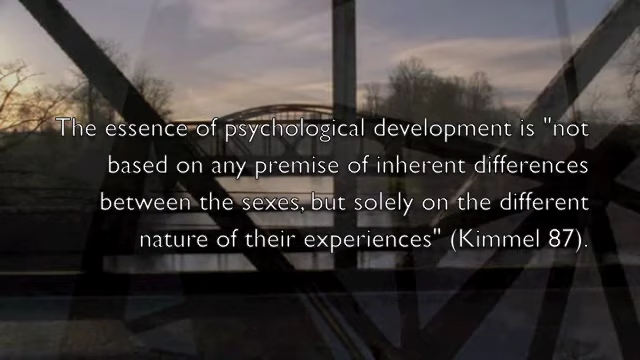 The essence of psychological development is "not
based on any premise of inherent differences
between the sexes, but solely on the different
nature of their experiences" (Kimmel 87).